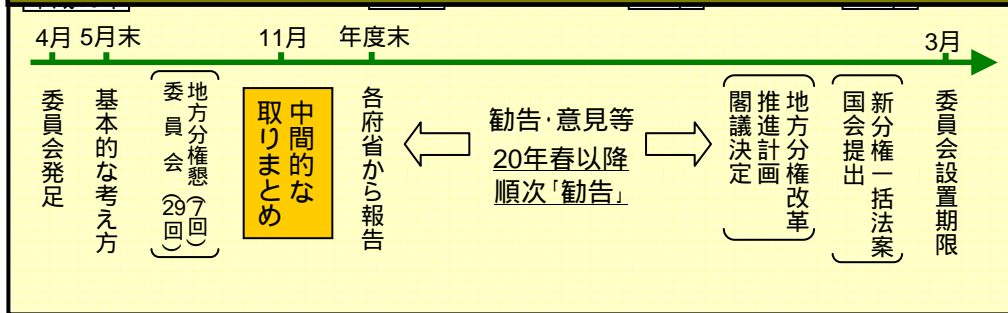 4月
5月末
11月
年度末
3月
委員会発足
基本的な考え方
地方分権懇(7回)
委員会(29回)
中間的な
取りまとめ
各府省から報告
勧告・意見等
20年春以降
順次「勧告」
地方分権改革
推進計画
閣議決定
新分権一括法案
国会提出
委員会設置期限